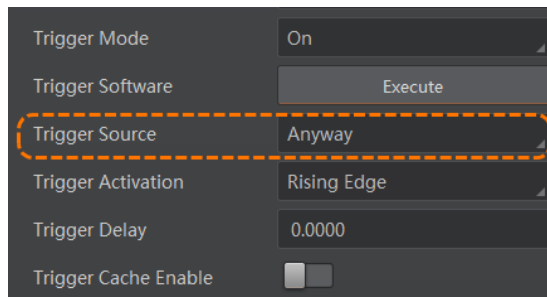 Trigger Mode On
Trigger Software Execute
Trigger Source Anyway
Trigger Activation Rising Edge
Trigger Delay 0.0000
Trigger Cache Enable